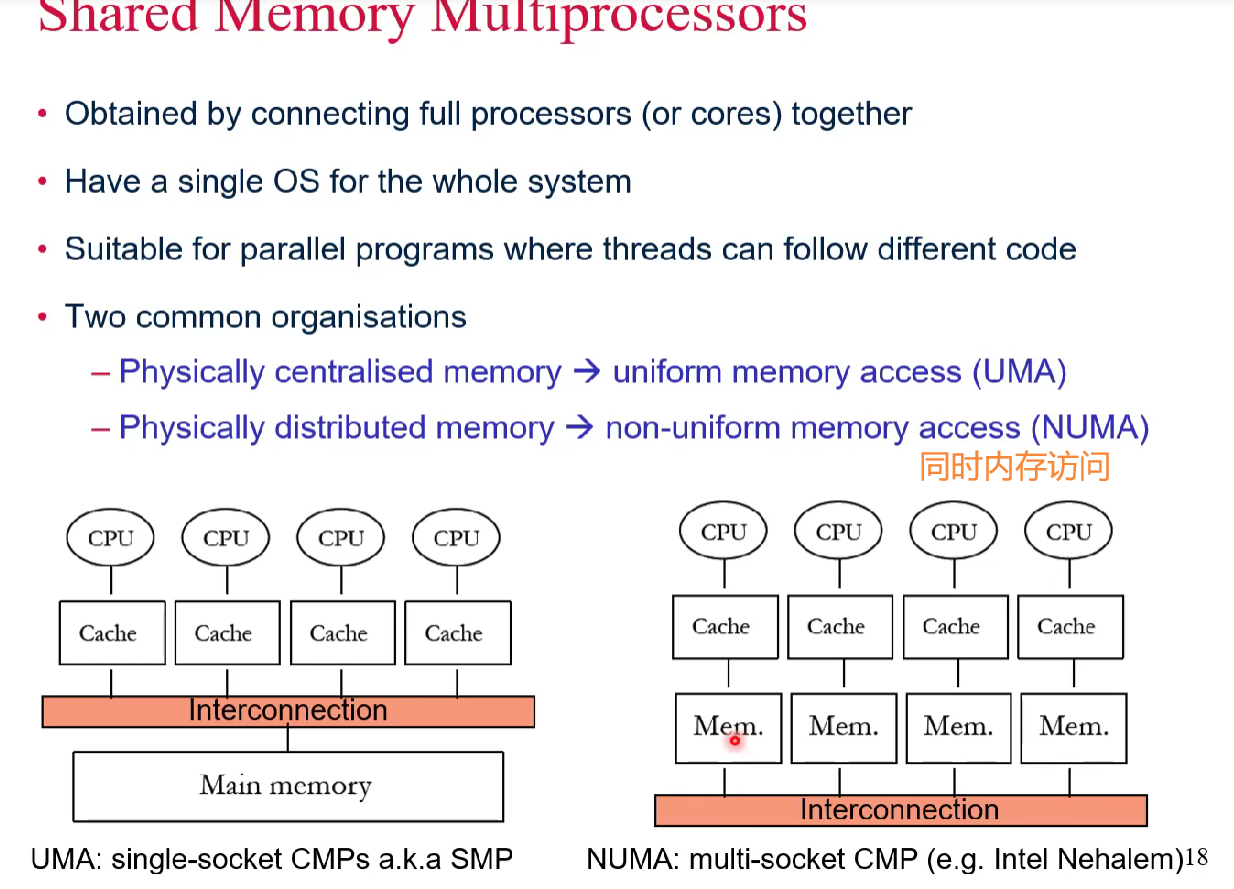 Shared Memory Multiprocessors
• Obtained by connecting full processors (or cores) together
• Have a single OS for the whole system
• Suitable for parallel programs where threads can follow different code
• Two common organisations
– Physically centralised memory → uniform memory access (UMA)
– Physically distributed memory → non-uniform memory access (NUMA)
同时内存访问
CPU CPU CPU CPU
Cache Cache Cache Cache
Interconnection
Main memory
UMA: single-socket CMPs a.k.a SMP
CPU CPU CPU CPU
Cache Cache Cache Cache
Mem. Mem. Mem. Mem.
Interconnection
NUMA: multi-socket CMP (e.g. Intel Nehalem)
18